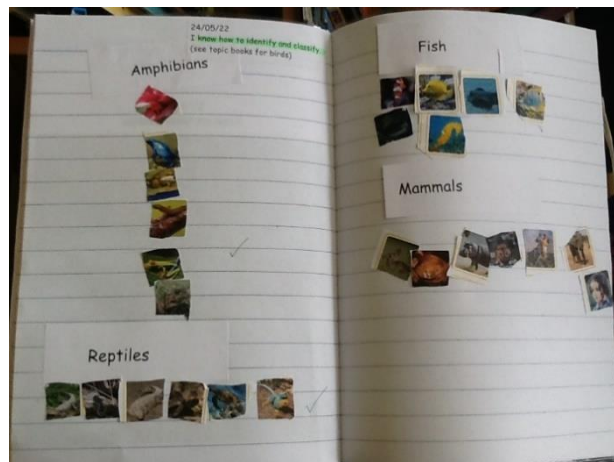 24/05/22
I know how to identify and classify
(see topic books for birds)
Amphibians
Reptiles
Fish
Mammals